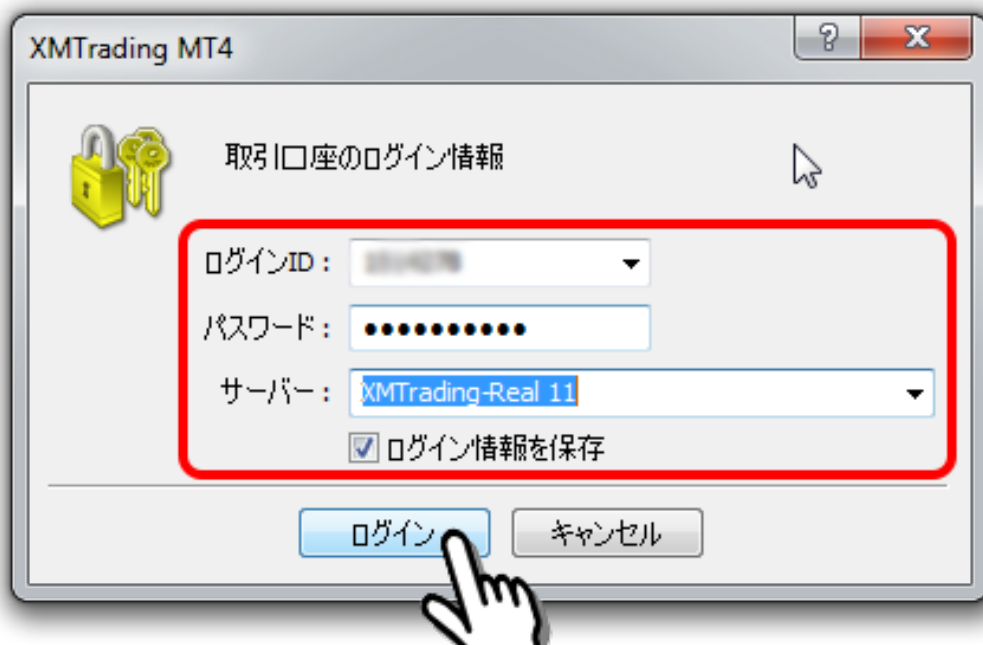 XMTrading MT4
取引口座のログイン情報
ログインID：
パスワード： ●●●●●●●●●●
サーバー： XMTrading-Real 11
ログイン情報を保存
ログイン キャンセル